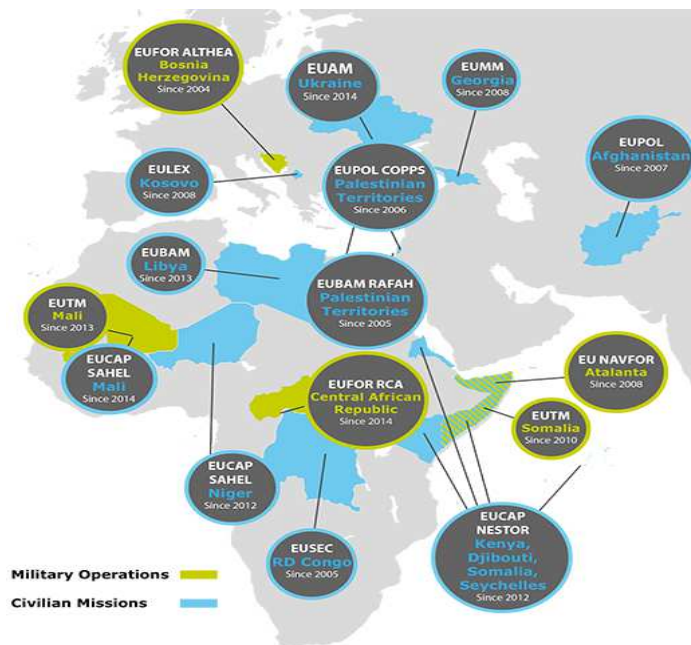 EUFOR ALTHEA
Bosnia
Herzegovina
Since 2004
EUAM
Ukraine
Since 2014
EUMM
Georgia
Since 2008
EUPOL
Afghanistan
Since 2007
EULEX
Kosovo
Since 2008
EUPOL COPPS
Palestinian
Territories
Since 2006
EUBAM
Libya
Since 2013
EUBAM RAFAH
Palestinian
Territories
Since 2005
EUTM
Mali
Since 2013
EUCAP
SAHEL
Mali
Since 2014
EUFOR RCA
Central African
Republic
Since 2014
EU NAVFOR
Atalanta
Since 2008
EUTM
Somalia
Since 2010
EUCAP
SAHEL
Niger
Since 2012
EUSEC
RD Congo
Since 2005
EUCAP
NESTOR
Kenya,
Djibouti,
Somalia,
Seychelles
Since 2012
Military Operations
Civilian Missions